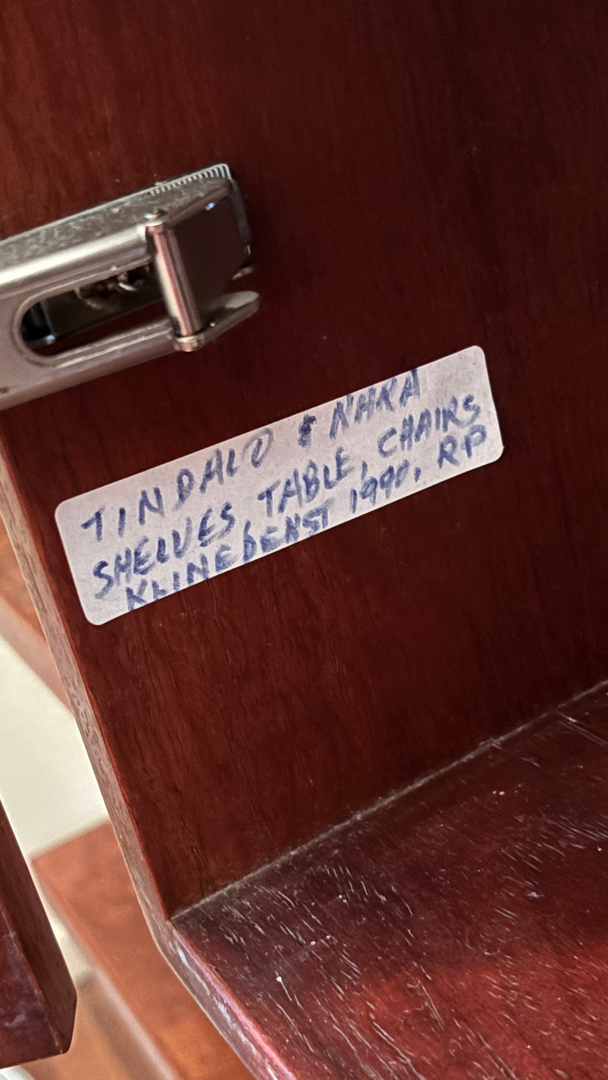 TINDALO & NARA
SHELVES, TABLE, CHAIRS
KLINEDENST 1990, RP